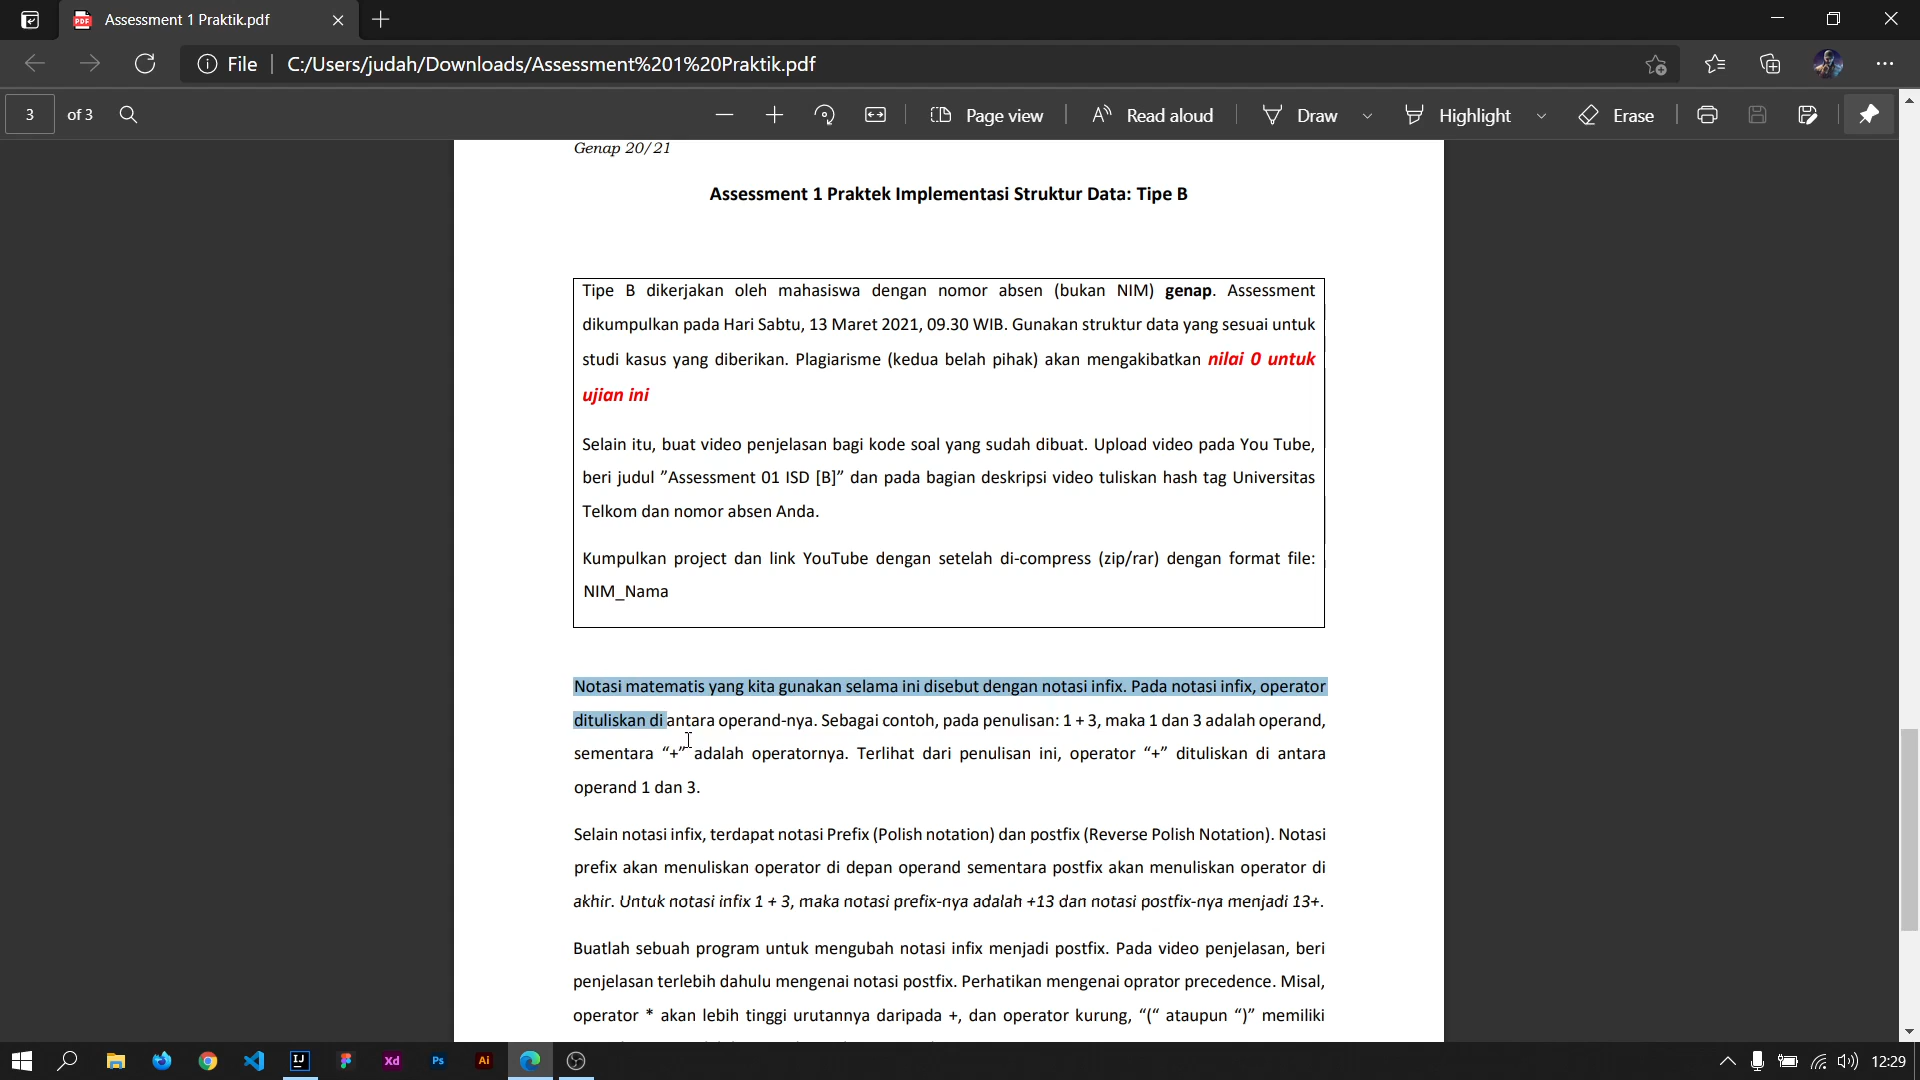 Assessment 1 Praktik.pdf
File
C:/Users/judah/Downloads/Assessment%201%20Praktik.pdf
3 of 3
Page view
Read aloud
Draw
Highlight
Erase
Genap 20/21
Assessment 1 Praktek Implementasi Struktur Data: Tipe B
Tipe B dikerjakan oleh mahasiswa dengan nomor absen (bukan NIM) genap. Assessment
dikumpulkan pada Hari Sabtu, 13 Maret 2021, 09.30 WIB. Gunakan struktur data yang sesuai untuk
studi kasus yang diberikan. Plagiarisme (kedua belah pihak) akan mengakibatkan nilai 0 untuk
ujian ini
Selain itu, buat video penjelasan bagi kode soal yang sudah dibuat. Upload video pada You Tube,
beri judul ”Assessment 01 ISD [B]” dan pada bagian deskripsi video tuliskan hash tag Universitas
Telkom dan nomor absen Anda.
Kumpulkan project dan link YouTube dengan setelah di-compress (zip/rar) dengan format file:
NIM_Nama
Notasi matematis yang kita gunakan selama ini disebut dengan notasi infix. Pada notasi infix, operator
dituliskan di antara operand-nya. Sebagai contoh, pada penulisan: 1 + 3, maka 1 dan 3 adalah operand,
sementara “+” adalah operatornya. Terlihat dari penulisan ini, operator “+” dituliskan di antara
operand 1 dan 3.
Selain notasi infix, terdapat notasi Prefix (Polish notation) dan postfix (Reverse Polish Notation). Notasi
prefix akan menuliskan operator di depan operand sementara postfix akan menuliskan operator di
akhir. Untuk notasi infix 1 + 3, maka notasi prefix-nya adalah +13 dan notasi postfix-nya menjadi 13+.
Buatlah sebuah program untuk mengubah notasi infix menjadi postfix. Pada video penjelasan, beri
penjelasan terlebih dahulu mengenai notasi postfix. Perhatikan mengenai oprator precedence. Misal,
operator * akan lebih tinggi urutannya daripada +, dan operator kurung, “(“ ataupun “)” memiliki
Xd
Ps
Ai
12:29